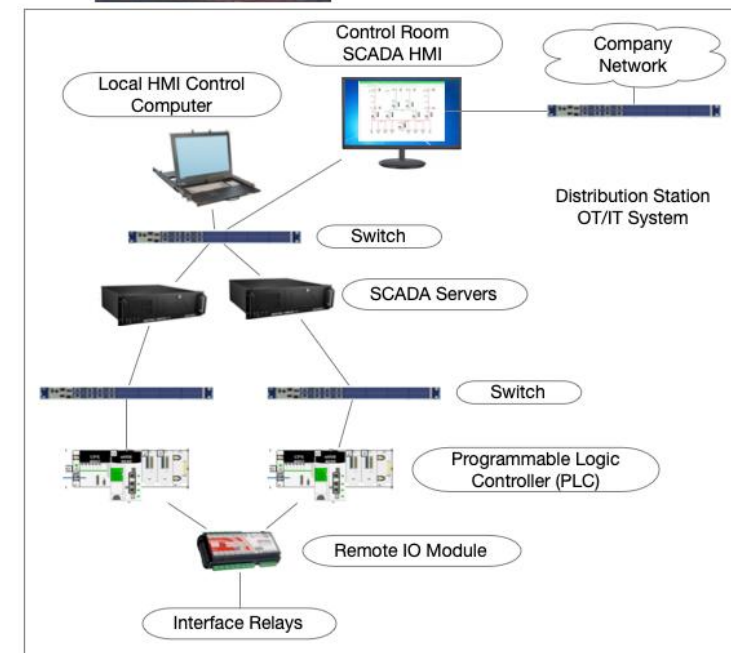 Control Room
SCADA HMI
Company
Network
Local HMI Control
Computer
Distribution Station
OT/IT System
Switch
SCADA Servers
Switch
Programmable Logic
Controller (PLC)
Remote IO Module
Interface Relays